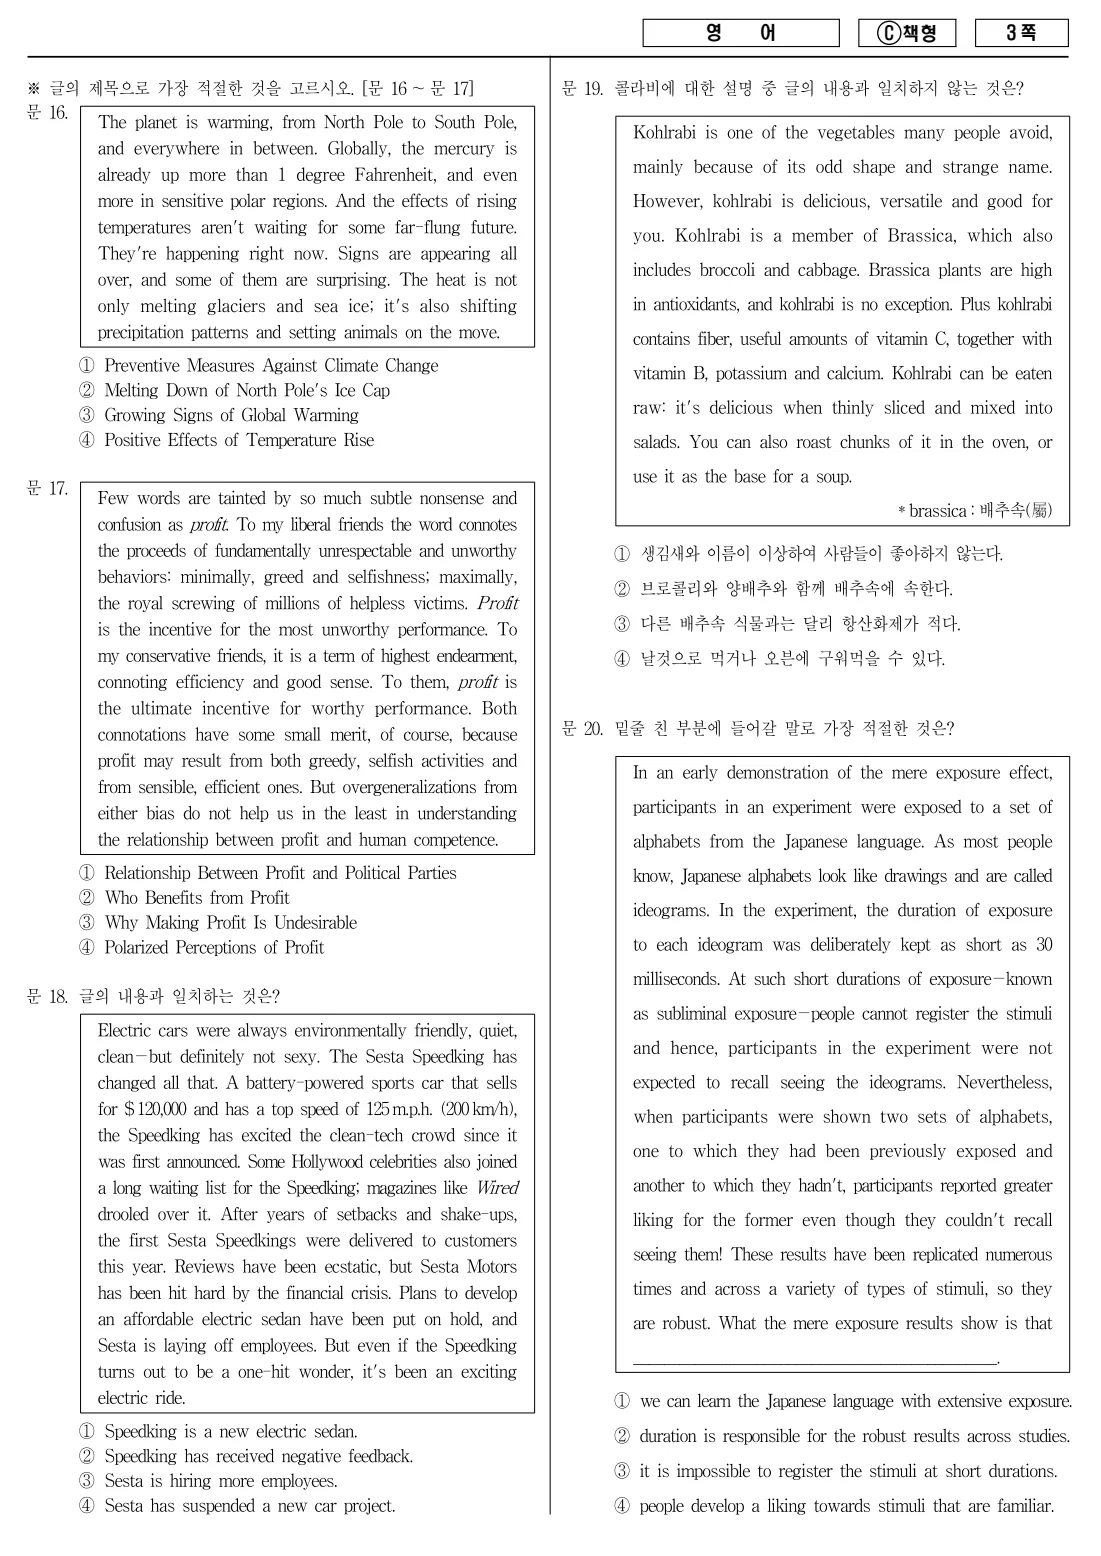 영 어
Ⓒ책형
3쪽
※ 글의 제목으로 가장 적절한 것을 고르시오. [문 16 ~ 문 17]
문 16.
The planet is warming, from North Pole to South Pole,
and everywhere in between. Globally, the mercury is
already up more than 1 degree Fahrenheit, and even
more in sensitive polar regions. And the effects of rising
temperatures aren't waiting for some far-flung future.
They're happening right now. Signs are appearing all
over, and some of them are surprising. The heat is not
only melting glaciers and sea ice; it's also shifting
precipitation patterns and setting animals on the move.
① Preventive Measures Against Climate Change
② Melting Down of North Pole's Ice Cap
③ Growing Signs of Global Warming
④ Positive Effects of Temperature Rise
문 17.
Few words are tainted by so much subtle nonsense and
confusion as profit. To my liberal friends the word connotes
the proceeds of fundamentally unrespectable and unworthy
behaviors: minimally, greed and selfishness; maximally,
the royal screwing of millions of helpless victims. Profit
is the incentive for the most unworthy performance. To
my conservative friends, it is a term of highest endearment,
connoting efficiency and good sense. To them, profit is
the ultimate incentive for worthy performance. Both
connotations have some small merit, of course, because
profit may result from both greedy, selfish activities and
from sensible, efficient ones. But overgeneralizations from
either bias do not help us in the least in understanding
the relationship between profit and human competence.
① Relationship Between Profit and Political Parties
② Who Benefits from Profit
③ Why Making Profit Is Undesirable
④ Polarized Perceptions of Profit
문 18. 글의 내용과 일치하는 것은?
Electric cars were always environmentally friendly, quiet,
clean－but definitely not sexy. The Sesta Speedking has
changed all that. A battery-powered sports car that sells
for $120,000 and has a top speed of 125 m.p.h. (200 km/h),
the Speedking has excited the clean-tech crowd since it
was first announced. Some Hollywood celebrities also joined
a long waiting list for the Speedking; magazines like Wired
drooled over it. After years of setbacks and shake-ups,
the first Sesta Speedkings were delivered to customers
this year. Reviews have been ecstatic, but Sesta Motors
has been hit hard by the financial crisis. Plans to develop
an affordable electric sedan have been put on hold, and
Sesta is laying off employees. But even if the Speedking
turns out to be a one-hit wonder, it's been an exciting
electric ride.
① Speedking is a new electric sedan.
② Speedking has received negative feedback.
③ Sesta is hiring more employees.
④ Sesta has suspended a new car project.
문 19. 콜라비에 대한 설명 중 글의 내용과 일치하지 않는 것은?
Kohlrabi is one of the vegetables many people avoid,
mainly because of its odd shape and strange name.
However, kohlrabi is delicious, versatile and good for
you. Kohlrabi is a member of Brassica, which also
includes broccoli and cabbage. Brassica plants are high
in antioxidants, and kohlrabi is no exception. Plus kohlrabi
contains fiber, useful amounts of vitamin C, together with
vitamin B, potassium and calcium. Kohlrabi can be eaten
raw: it's delicious when thinly sliced and mixed into
salads. You can also roast chunks of it in the oven, or
use it as the base for a soup.
* brassica : 배추속(屬)
① 생김새와 이름이 이상하여 사람들이 좋아하지 않는다.
② 브로콜리와 양배추와 함께 배추속에 속한다.
③ 다른 배추속 식물과는 달리 항산화제가 적다.
④ 날것으로 먹거나 오븐에 구워먹을 수 있다.
문 20. 밑줄 친 부분에 들어갈 말로 가장 적절한 것은?
In an early demonstration of the mere exposure effect,
participants in an experiment were exposed to a set of
alphabets from the Japanese language. As most people
know, Japanese alphabets look like drawings and are called
ideograms. In the experiment, the duration of exposure
to each ideogram was deliberately kept as short as 30
milliseconds. At such short durations of exposure－known
as subliminal exposure－people cannot register the stimuli
and hence, participants in the experiment were not
expected to recall seeing the ideograms. Nevertheless,
when participants were shown two sets of alphabets,
one to which they had been previously exposed and
another to which they hadn't, participants reported greater
liking for the former even though they couldn't recall
seeing them! These results have been replicated numerous
times and across a variety of types of stimuli, so they
are robust. What the mere exposure results show is that
.
① we can learn the Japanese language with extensive exposure.
② duration is responsible for the robust results across studies.
③ it is impossible to register the stimuli at short durations.
④ people develop a liking towards stimuli that are familiar.